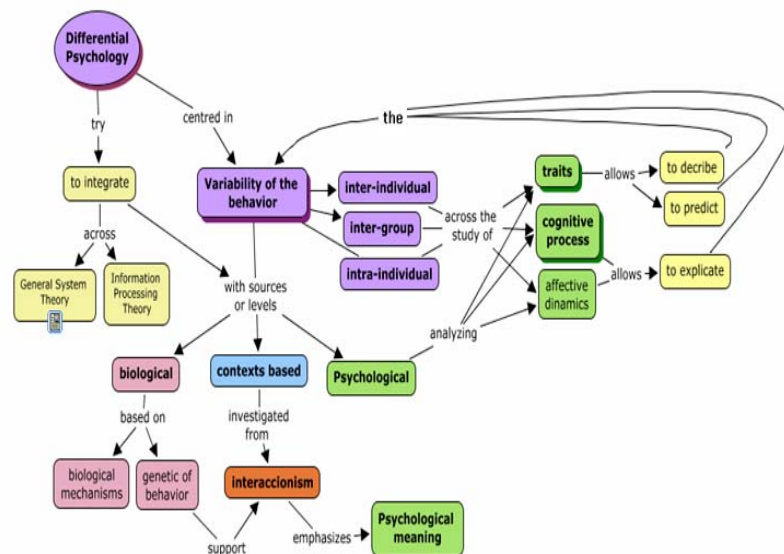 Differential
Psychology
try
centred in
the
to integrate
Variability of the
behavior
inter-individual
inter-group
intra-individual
across the
study of
traits
cognitive
process
affective
dinamics
allows
allows
to decribe
to predict
to explicate
across
General System
Theory
Information
Processing
Theory
with sources
or levels
analyzing
biological
contexts based
Psychological
based on
investigated
from
biological
mechanisms
genetic of
behavior
interaccionism
support
emphasizes
Psychological
meaning